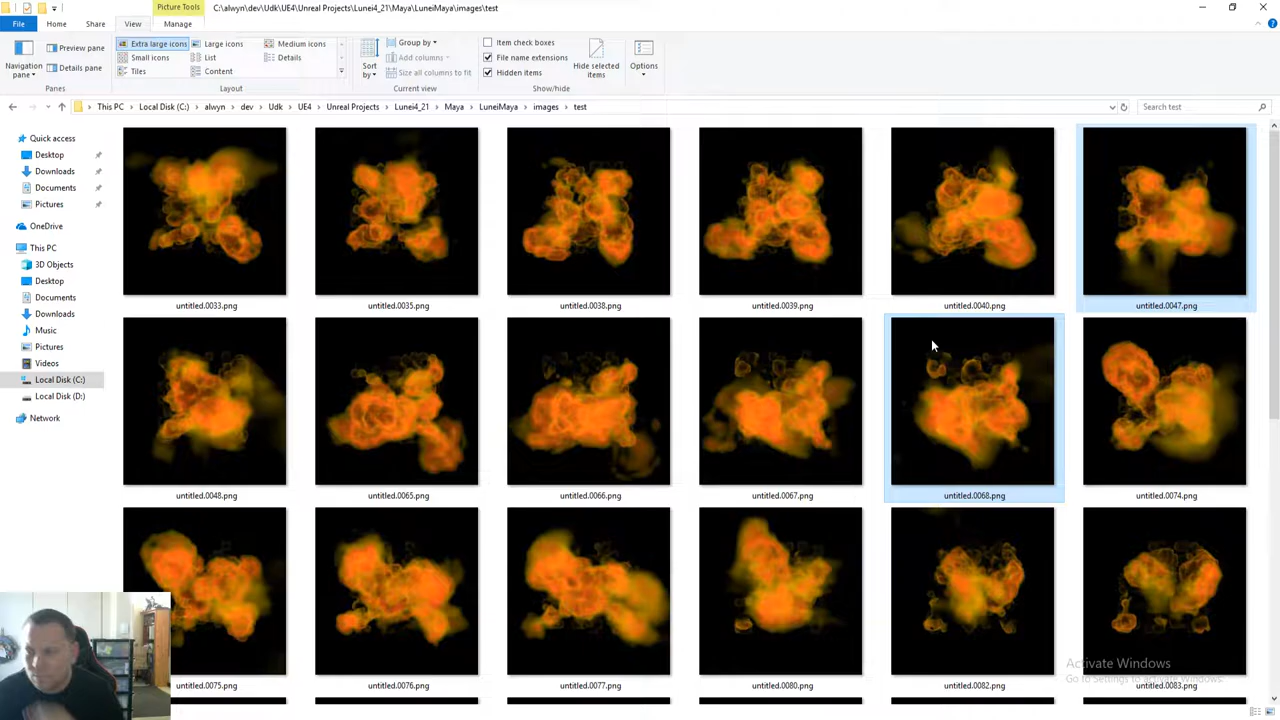 Picture Tools
C:\alwyn\dev\Udk\UE4\Unreal Projects\Lunei4_21\Maya\LuneiMaya\images\test
File Home Share View Manage
Navigation pane
Preview pane
Details pane
Panes
Extra large icons Large icons Medium icons
Small icons List Details
Tiles Content
Layout
Sort by
Group by
Add columns
Size all columns to fit
Current view
Item check boxes
File name extensions
Hidden items
Hide selected items
Show/hide
Options
This PC Local Disk (C:) alwyn dev Udk UE4 Unreal Projects Lunei4_21 Maya LuneiMaya images test
Search test
Quick access
Desktop
Downloads
Documents
Pictures
OneDrive
This PC
3D Objects
Desktop
Documents
Downloads
Music
Pictures
Videos
Local Disk (C:)
Local Disk (D:)
Network
untitled.0033.png untitled.0035.png untitled.0038.png untitled.0039.png untitled.0040.png untitled.0047.png
untitled.0048.png untitled.0065.png untitled.0066.png untitled.0067.png untitled.0068.png untitled.0074.png
untitled.0075.png untitled.0076.png untitled.0077.png untitled.0080.png untitled.0082.png untitled.0083.png
Activate Windows
Go to Settings to activate Windows.